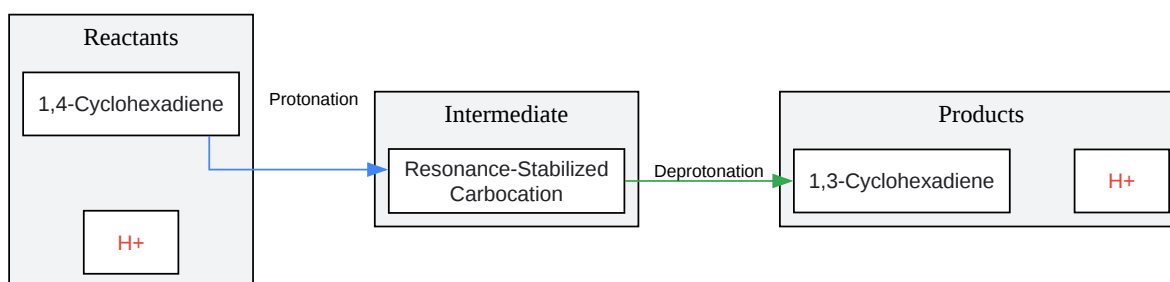 Reactants
1,4-Cyclohexadiene
H+
Protonation
Intermediate
Resonance-Stabilized
Carbocation
Deprotonation
Products
1,3-Cyclohexadiene
H+